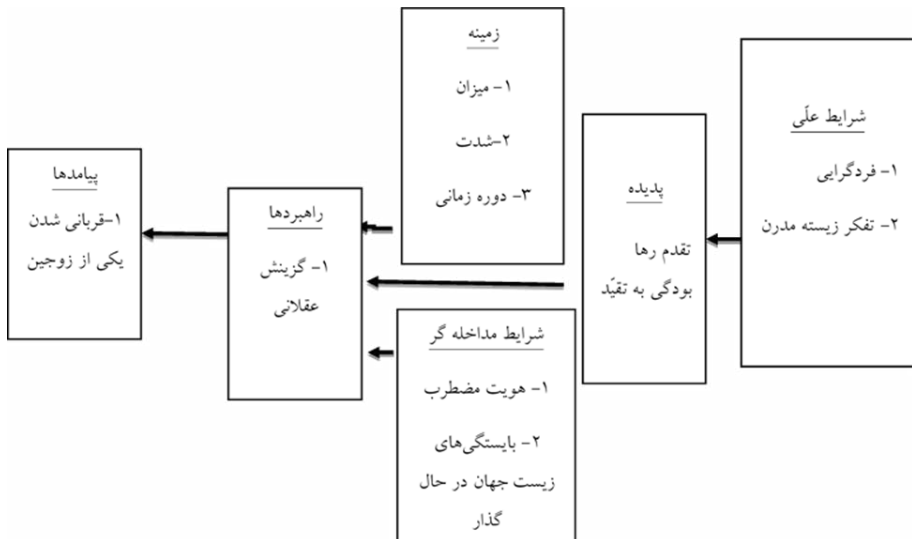 شرایط علّی
۱- فردگرایی
۲- تفکر زیسته مدرن
پدیده
تقدم رها
بودگی به تقیّد
زمینه
۱- میزان
۲-شدت
۳- دوره زمانی
شرایط مداخله گر
۱- هویت مضطرب
۲- بایستگی‌های
زیست جهان در حال
گذار
راهبردها
۱- گزینش
عقلانی
پیامدها
۱-قربانی شدن
یکی از زوجین